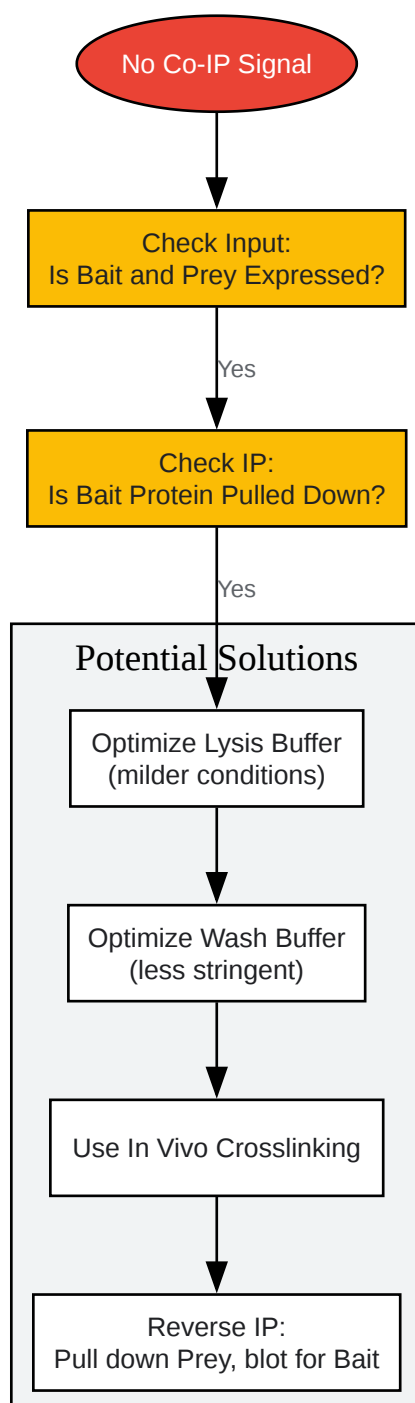 No Co-IP Signal
Check Input:
Is Bait and Prey Expressed?
Yes
Check IP:
Is Bait Protein Pulled Down?
Yes
Potential Solutions
Optimize Lysis Buffer
(milder conditions)
Optimize Wash Buffer
(less stringent)
Use In Vivo Crosslinking
Reverse IP:
Pull down Prey, blot for Bait